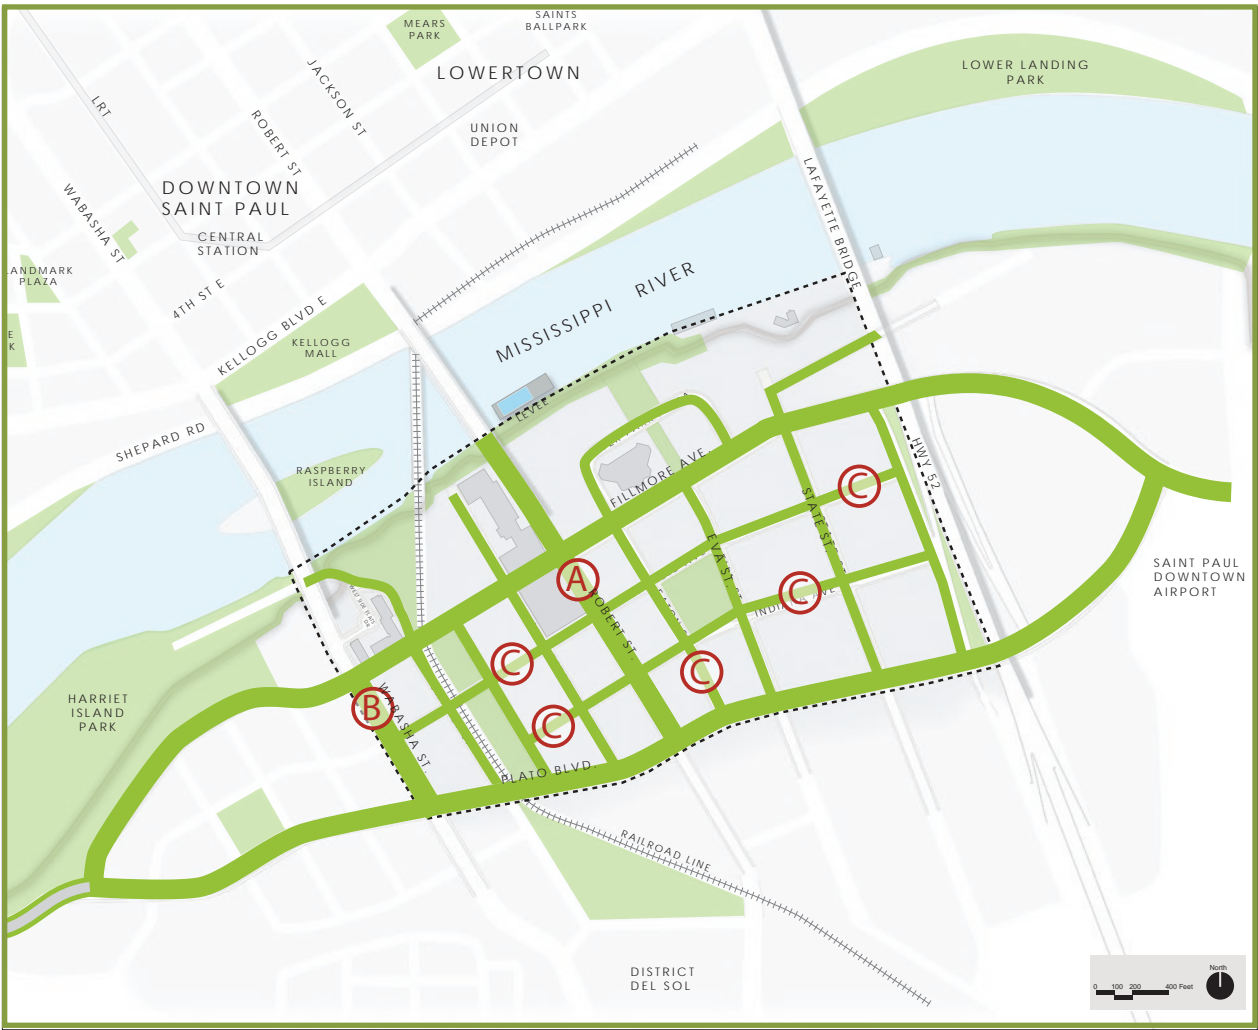 SAINTS
BALLPARK
MEARS
PARK
LOWERTOWN
LOWER LANDING
PARK
JACKSON ST
LRT
ROBERT ST
UNION
DEPOT
LAFAYETTE BRIDGE
DOWNTOWN
SAINT PAUL
WABASHA ST
CENTRAL
STATION
LANDMARK
PLAZA
4TH ST E
KELLOGG BLVD E
KELLOGG
MALL
E
K
MISSISSIPPI RIVER
SHEPARD RD
LEVEE
RASPBERRY
ISLAND
FILLMORE AVE.
HWY 52
STATE ST.
EVA ST.
ST.
C
A
C
ROBERT ST.
INDIANA AVE
SAINT PAUL
DOWNTOWN
AIRPORT
C
C
B
WABASHA ST.
C
HARRIET
ISLAND
PARK
PLATO BLVD.
RAILROAD LINE
DISTRICT
DEL SOL
North
0 100 200 400 Feet